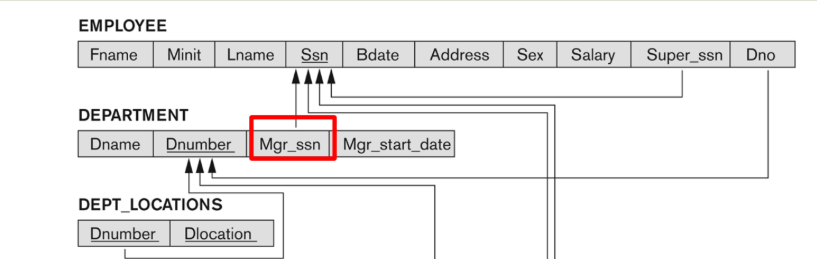 EMPLOYEE
Fname Minit Lname Ssn Bdate Address Sex Salary Super_ssn Dno
DEPARTMENT
Dname Dnumber Mgr_ssn Mgr_start_date
DEPT_LOCATIONS
Dnumber Dlocation